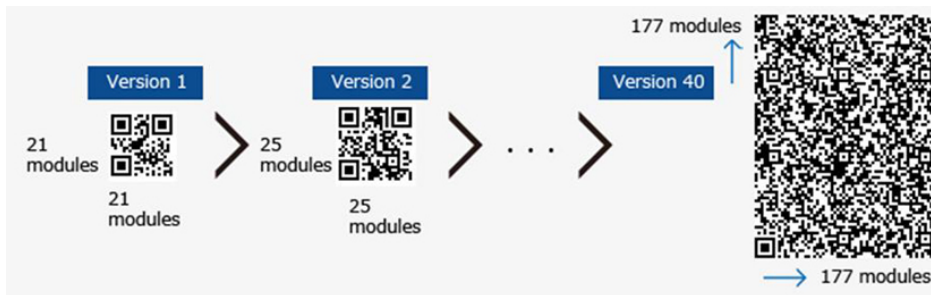 177 modules
Version 1
Version 2
Version 40
21
modules
25
modules
. . .
21
modules
25
modules
177 modules